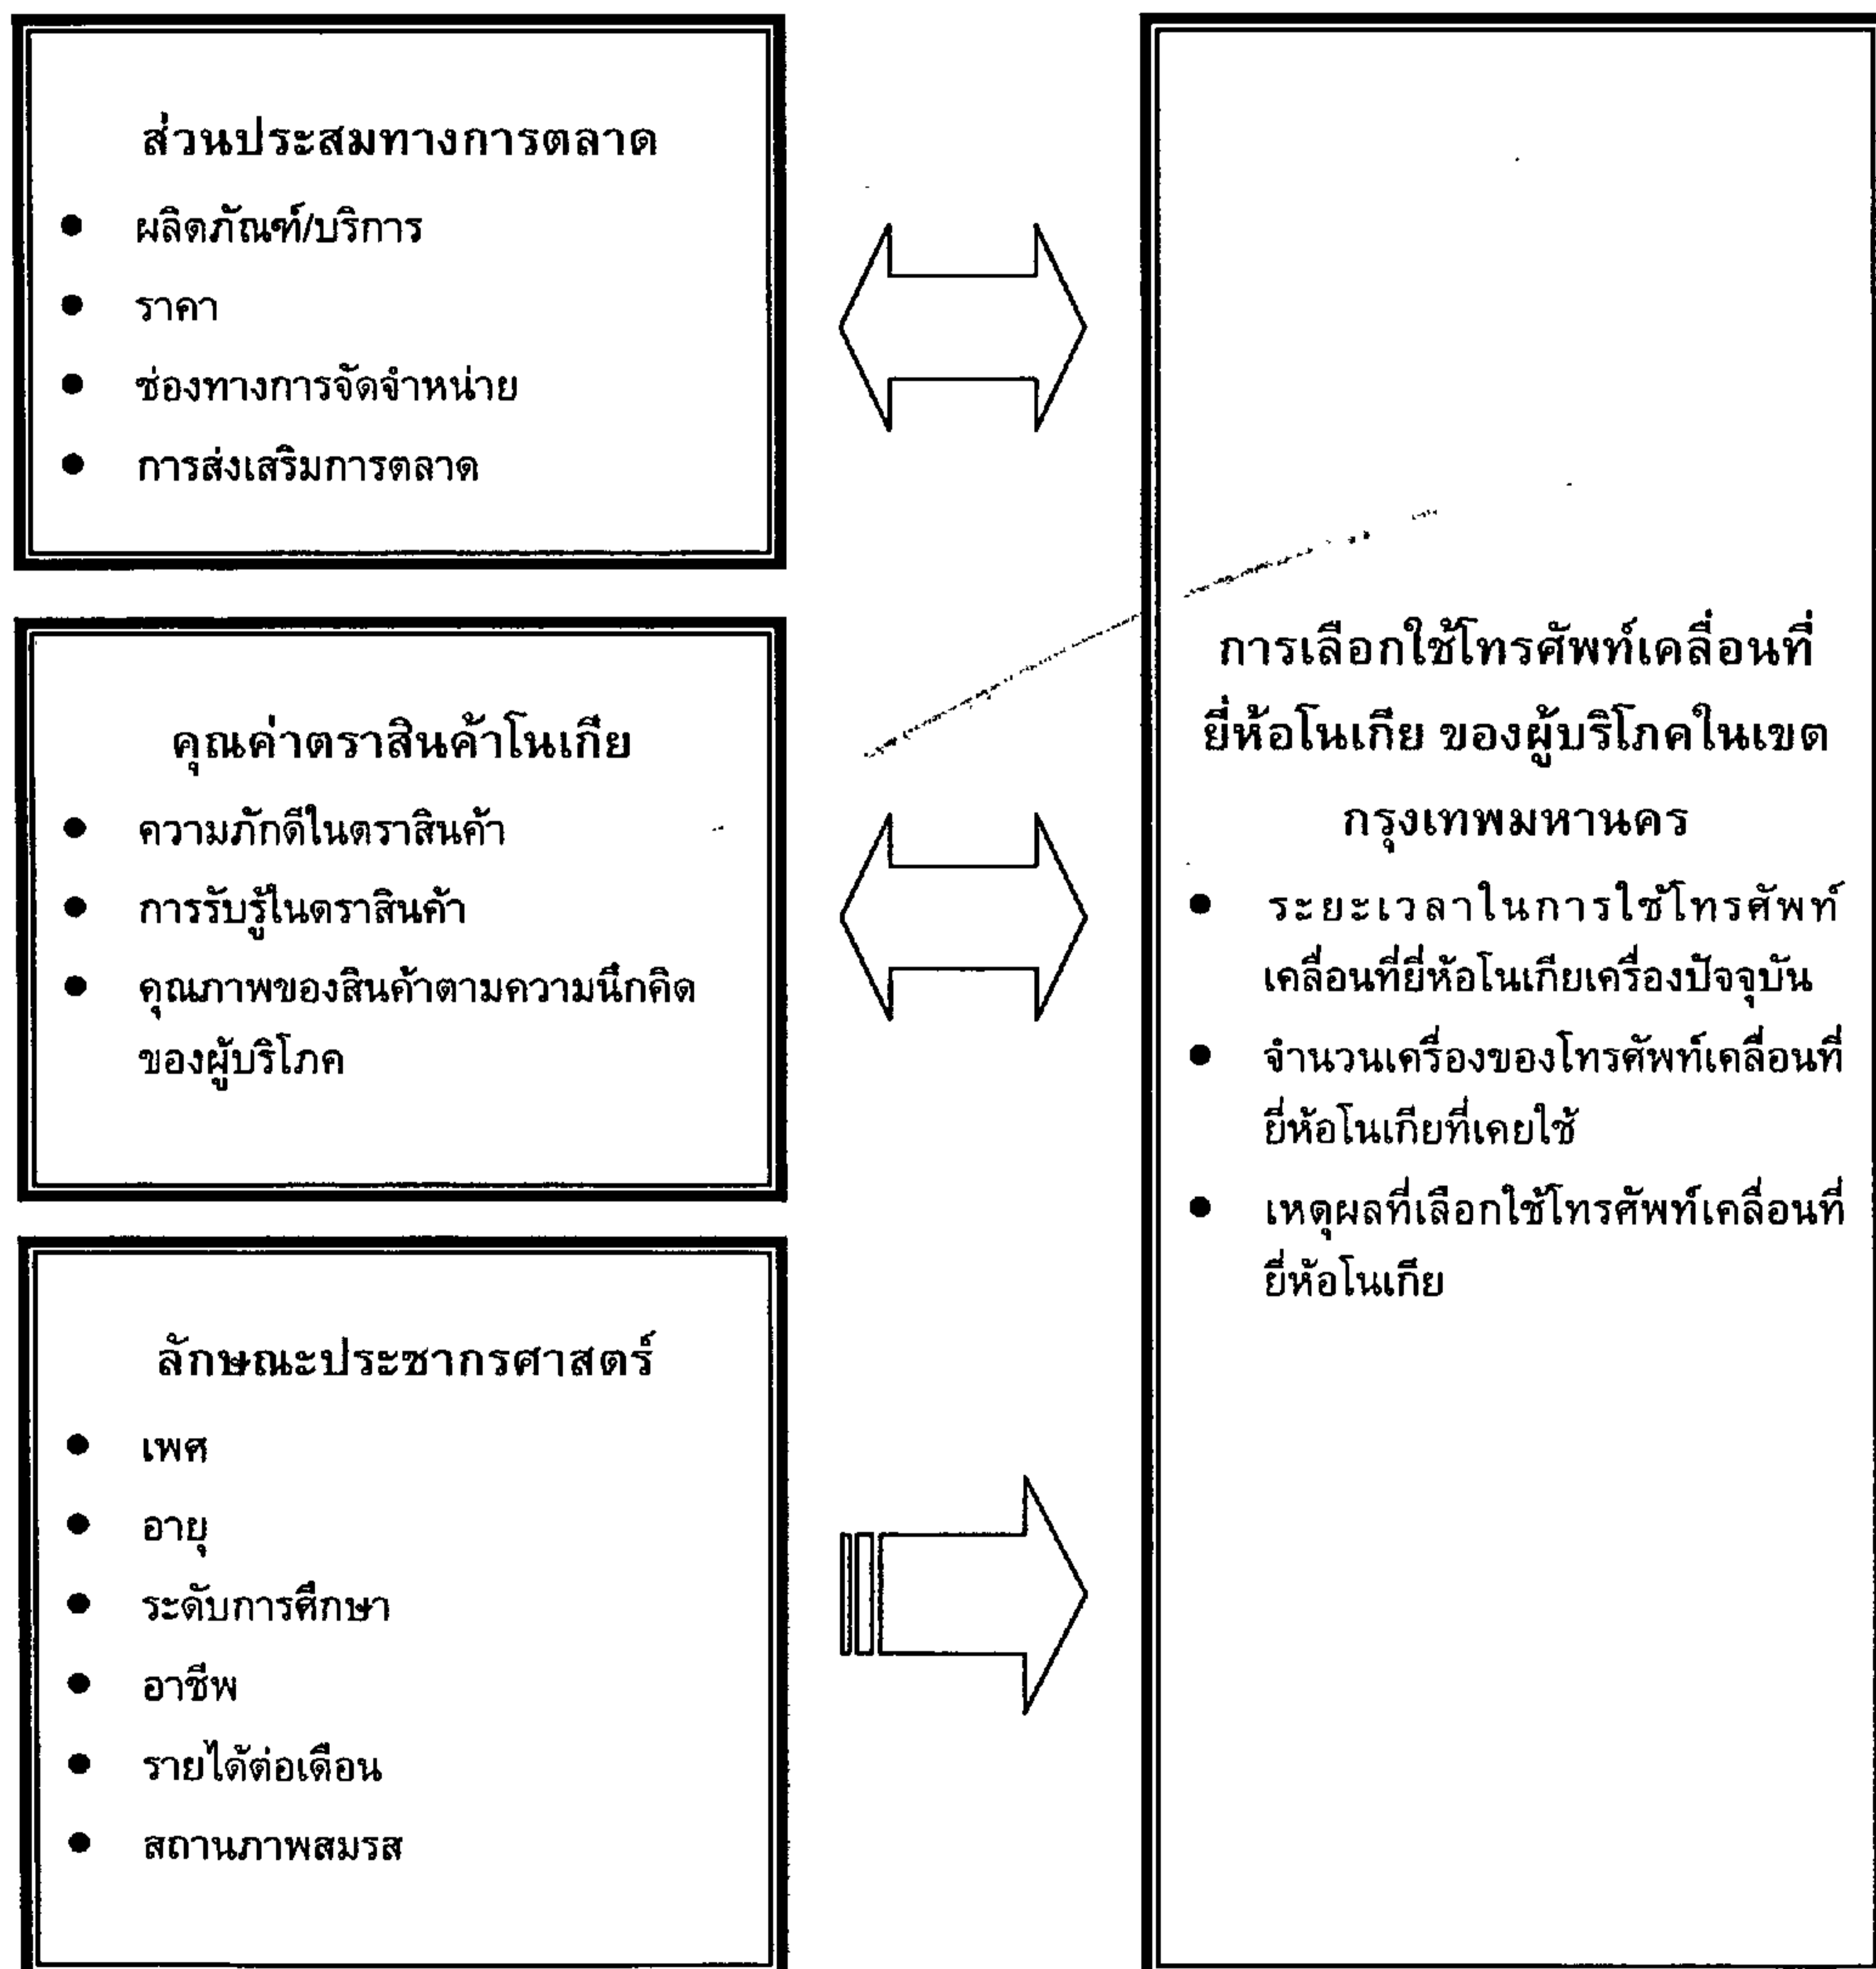 ส่วนประสมทางการตลาด
● ผลิตภัณฑ์/บริการ
● ราคา
● ช่องทางการจัดจำหน่าย
● การส่งเสริมการตลาด
คุณค่าตราสินค้าโนเกีย
● ความภักดีในตราสินค้า
● การรับรู้ในตราสินค้า
● คุณภาพของสินค้าตามความนึกคิด
ของผู้บริโภค
ลักษณะประชากรศาสตร์
● เพศ
● อายุ
● ระดับการศึกษา
● อาชีพ
● รายได้ต่อเดือน
● สถานภาพสมรส
การเลือกใช้โทรศัพท์เคลื่อนที่
ยี่ห้อโนเกีย ของผู้บริโภคในเขต
กรุงเทพมหานคร
● ระยะเวลาในการใช้โทรศัพท์
เคลื่อนที่ยี่ห้อโนเกียเครื่องปัจจุบัน
● จำนวนเครื่องของโทรศัพท์เคลื่อนที่
ยี่ห้อโนเกียที่เคยใช้
● เหตุผลที่เลือกใช้โทรศัพท์เคลื่อนที่
ยี่ห้อโนเกีย